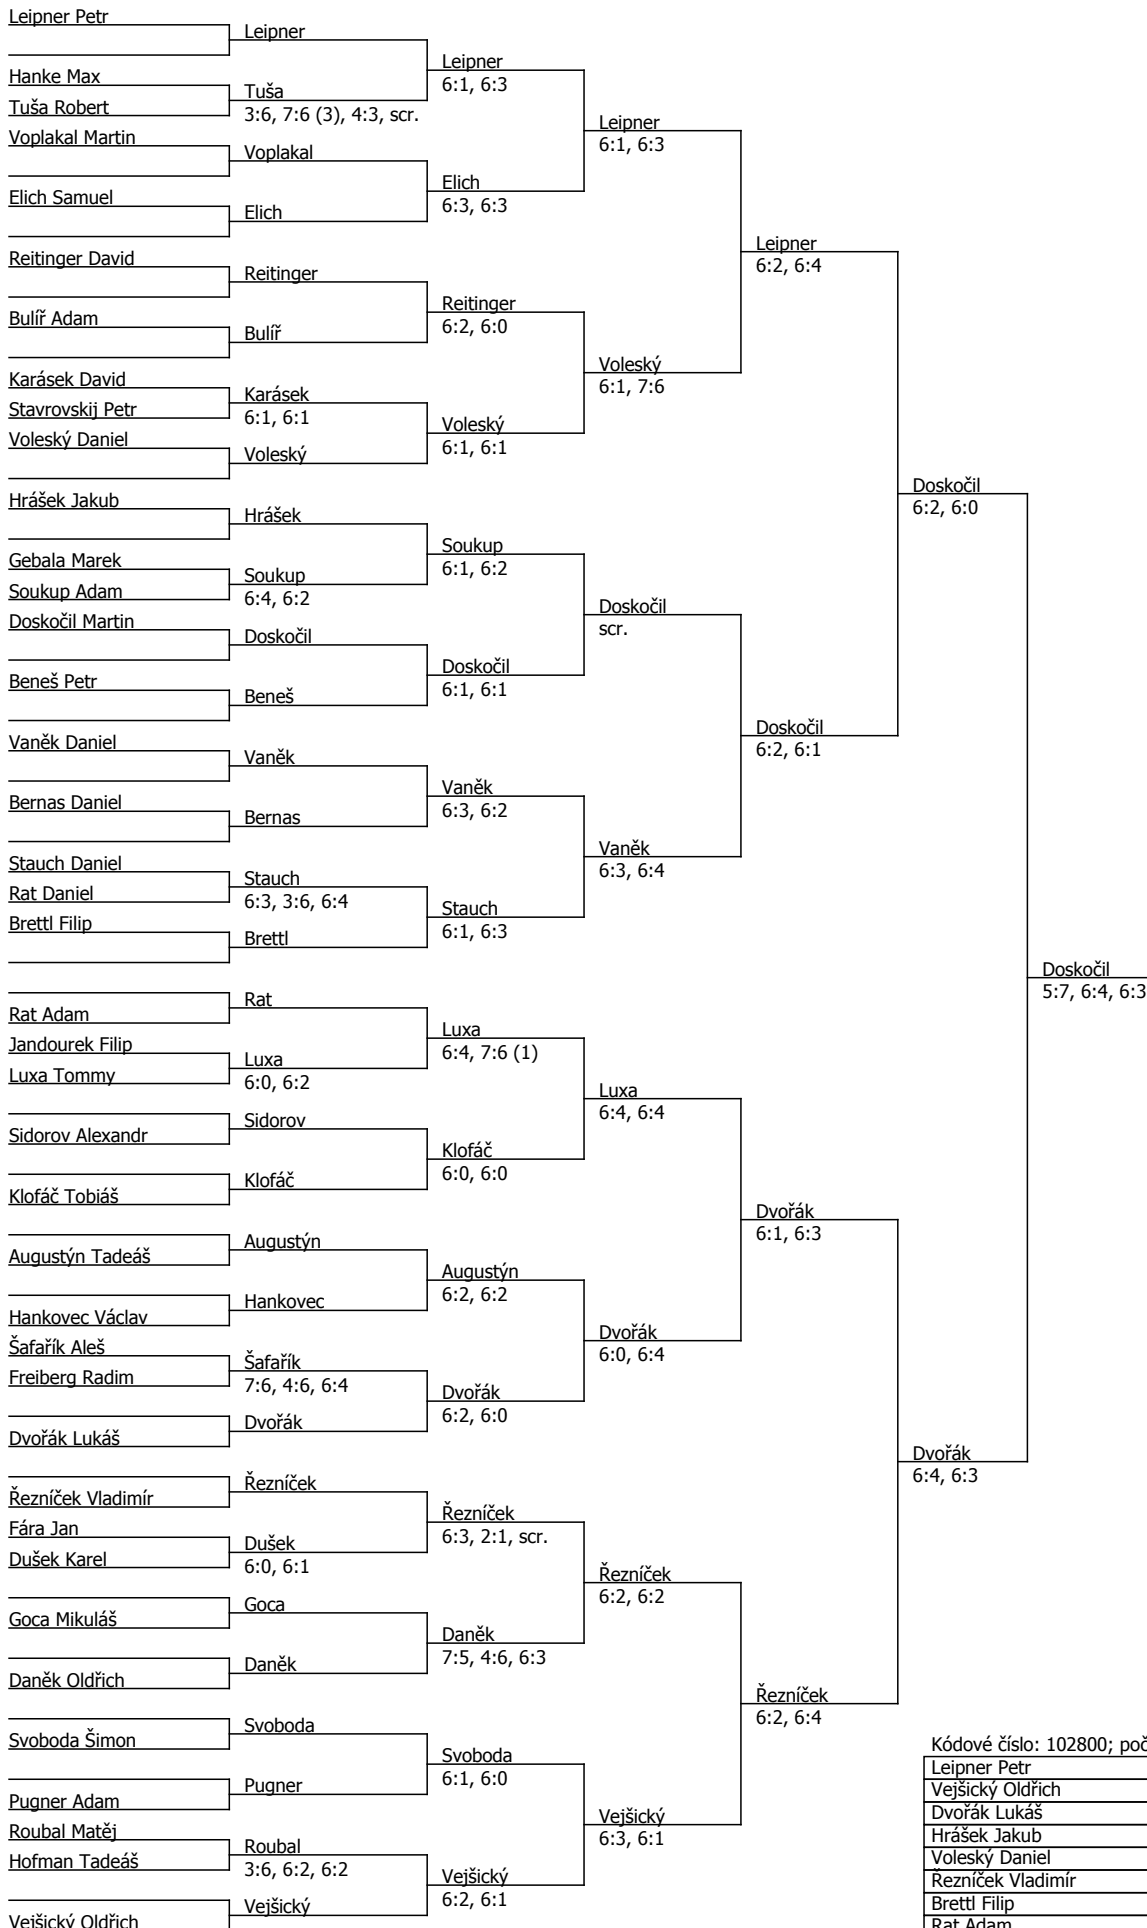 Leipner Petr
Hanke Max
Tuša Robert
Voplakal Martin
Elich Samuel
Reitinger David
Bulíř Adam
Karásek David
Stavrovskij Petr
Voleský Daniel
Hrášek Jakub
Gebala Marek
Soukup Adam
Doskočil Martin
Beneš Petr
Vaněk Daniel
Bernas Daniel
Stauch Daniel
Rat Daniel
Brettl Filip
Rat Adam
Jandourek Filip
Luxa Tommy
Sidorov Alexandr
Klofáč Tobiáš
Augustýn Tadeáš
Hankovec Václav
Šafařík Aleš
Freiberg Radim
Dvořák Lukáš
Řezníček Vladimír
Fára Jan
Dušek Karel
Goca Mikuláš
Daněk Oldřich
Svoboda Šimon
Pugner Adam
Roubal Matěj
Hofman Tadeáš
Vejšický Oldřich
Leipner
Tuša
3:6, 7:6 (3), 4:3, scr.
Voplakal
Elich
Reitinger
Bulíř
Karásek
6:1, 6:1
Voleský
Hrášek
Soukup
6:4, 6:2
Doskočil
Beneš
Vaněk
Bernas
Stauch
6:3, 3:6, 6:4
Brettl
Rat
Luxa
6:0, 6:2
Sidorov
Klofáč
Augustýn
Hankovec
Šafařík
7:6, 4:6, 6:4
Dvořák
Řezníček
Dušek
6:0, 6:1
Goca
Daněk
Svoboda
Pugner
Roubal
3:6, 6:2, 6:2
Vejšický
Leipner
6:1, 6:3
Elich
6:3, 6:3
Reitinger
6:2, 6:0
Voleský
6:1, 6:1
Soukup
6:1, 6:2
Doskočil
6:1, 6:1
Vaněk
6:3, 6:2
Stauch
6:1, 6:3
Luxa
6:4, 7:6 (1)
Klofáč
6:0, 6:0
Augustýn
6:2, 6:2
Dvořák
6:2, 6:0
Řezníček
6:3, 2:1, scr.
Daněk
7:5, 4:6, 6:3
Svoboda
6:1, 6:0
Vejšický
6:2, 6:1
Leipner
6:1, 6:3
Voleský
6:1, 7:6
Doskočil
scr.
Vaněk
6:3, 6:4
Luxa
6:4, 6:4
Dvořák
6:0, 6:4
Řezníček
6:2, 6:2
Vejšický
6:3, 6:1
Leipner
6:2, 6:4
Doskočil
6:2, 6:1
Dvořák
6:1, 6:3
Řezníček
6:2, 6:4
Doskočil
6:2, 6:0
Dvořák
6:4, 6:3
Doskočil
5:7, 6:4, 6:3
Kódové číslo: 102800; poč
Leipner Petr
Vejšický Oldřich
Dvořák Lukáš
Hrášek Jakub
Voleský Daniel
Řezníček Vladimír
Brettl Filip
Rat Adam